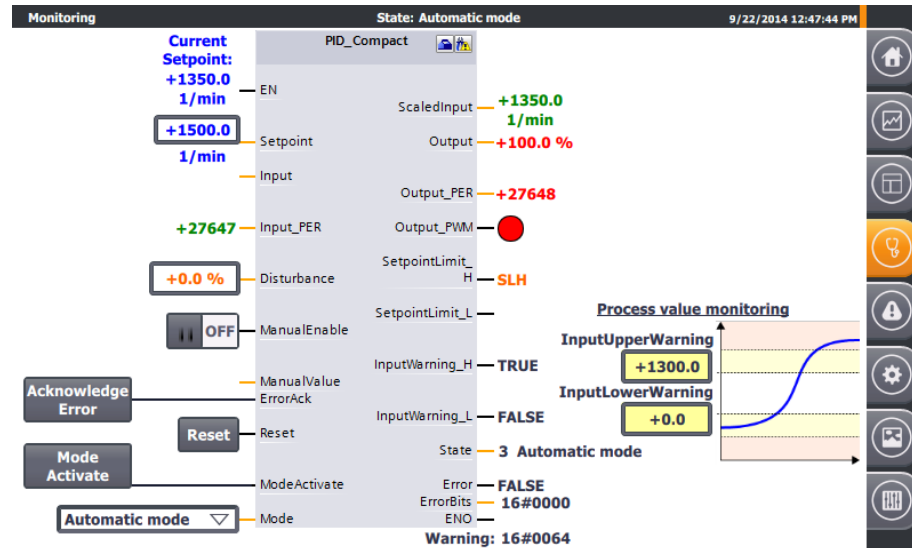 Monitoring
State: Automatic mode
9/22/2014 12:47:44 PM
Current
Setpoint:
+1350.0
1/min
PID_Compact
EN
ScaledInput
+1350.0
1/min
+1500.0
1/min
Setpoint
Output
+100.0 %
Input
Output_PER
+27648
+27647
Input_PER
Output_PWM
+0.0 %
Disturbance
SetpointLimit_
H
SLH
OFF
ManualEnable
SetpointLimit_L
Process value monitoring
InputUpperWarning
+1300.0
InputLowerWarning
+0.0
InputWarning_H
TRUE
ManualValue
Acknowledge
Error
ErrorAck
InputWarning_L
FALSE
Reset
Reset
State
3 Automatic mode
Mode
Activate
ModeActivate
Error
FALSE
ErrorBits
16#0000
Automatic mode
Mode
ENO
Warning: 16#0064